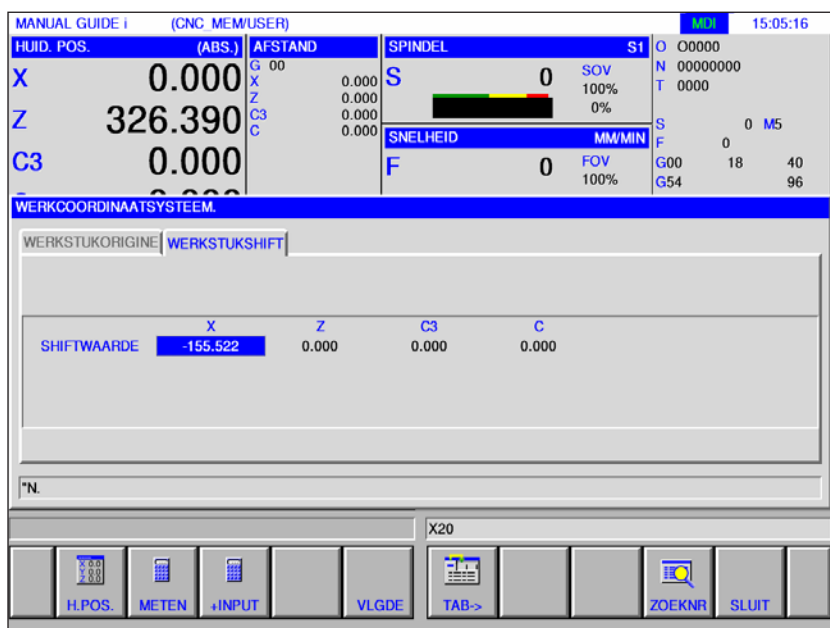 MANUAL GUIDE i (CNC_MEM/USER) MDI 15:05:16
HUID. POS. (ABS.) AFSTAND SPINDEL S1 O O0000
G 00 N 00000000
X 0.000 X 0.000 S 0 SOV T 0000
Z 0.000 100%
Z 326.390 C3 0.000 0%
C 0.000 S 0 M5
SNELHEID MM/MIN F 0
C3 0.000 F 0 FOV G00 18 40
100% G54 96
WERKCOORDINAATSYSTEEM.
WERKSTUKORIGINE WERKSTUKSHIFT
X Z C3 C
SHIFTWAARDE -155.522 0.000 0.000 0.000
"N.
X20
H.POS. METEN +INPUT VLGDE TAB-> ZOEKNR SLUIT